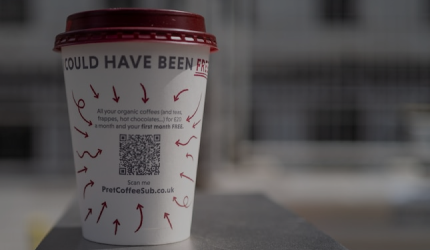 COULD HAVE BEEN FRE
All your organic coffees (and teas,
frappes, hot chocolates...) for £20
a month and your first month FREE.
Scan me
PretCoffeeSub.co.uk